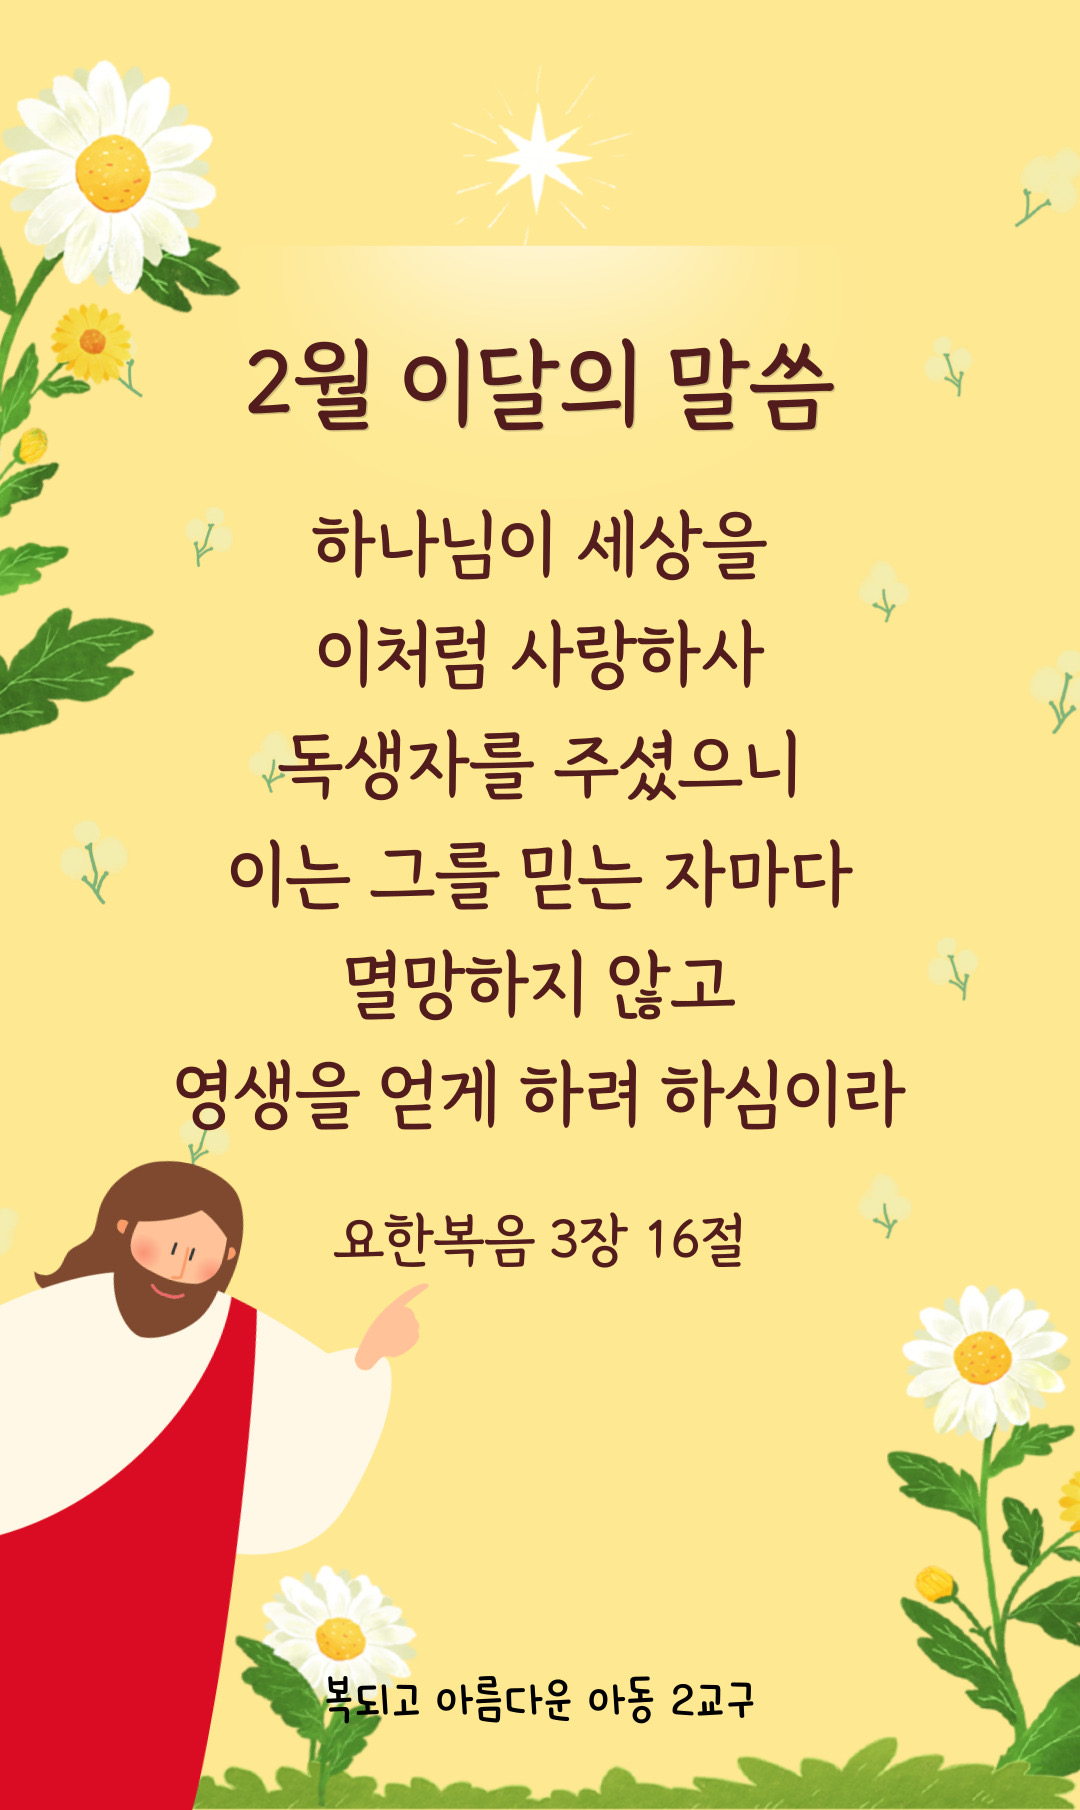 2월 이달의 말씀
하나님이 세상을
이처럼 사랑하사
독생자를 주셨으니
이는 그를 믿는 자마다
멸망하지 않고
영생을 얻게 하려 하심이라
요한복음 3장 16절
복되고 아름다운 아동 2교구